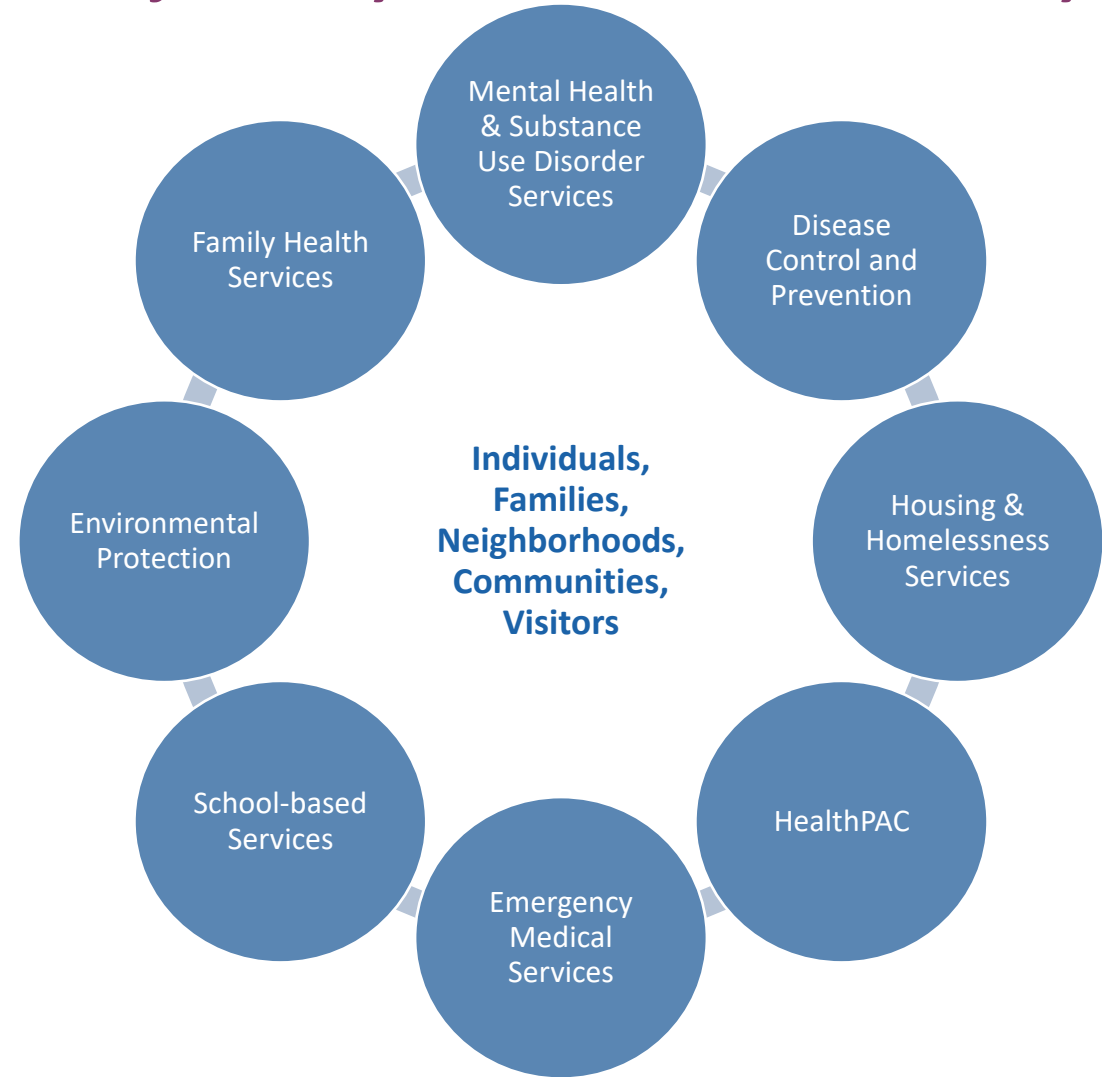 Mental Health
& Substance
Use Disorder
Services
Disease
Control and
Prevention
Housing &
Homelessness
Services
HealthPAC
Emergency
Medical
Services
School-based
Services
Environmental
Protection
Family Health
Services
Individuals,
Families,
Neighborhoods,
Communities,
Visitors